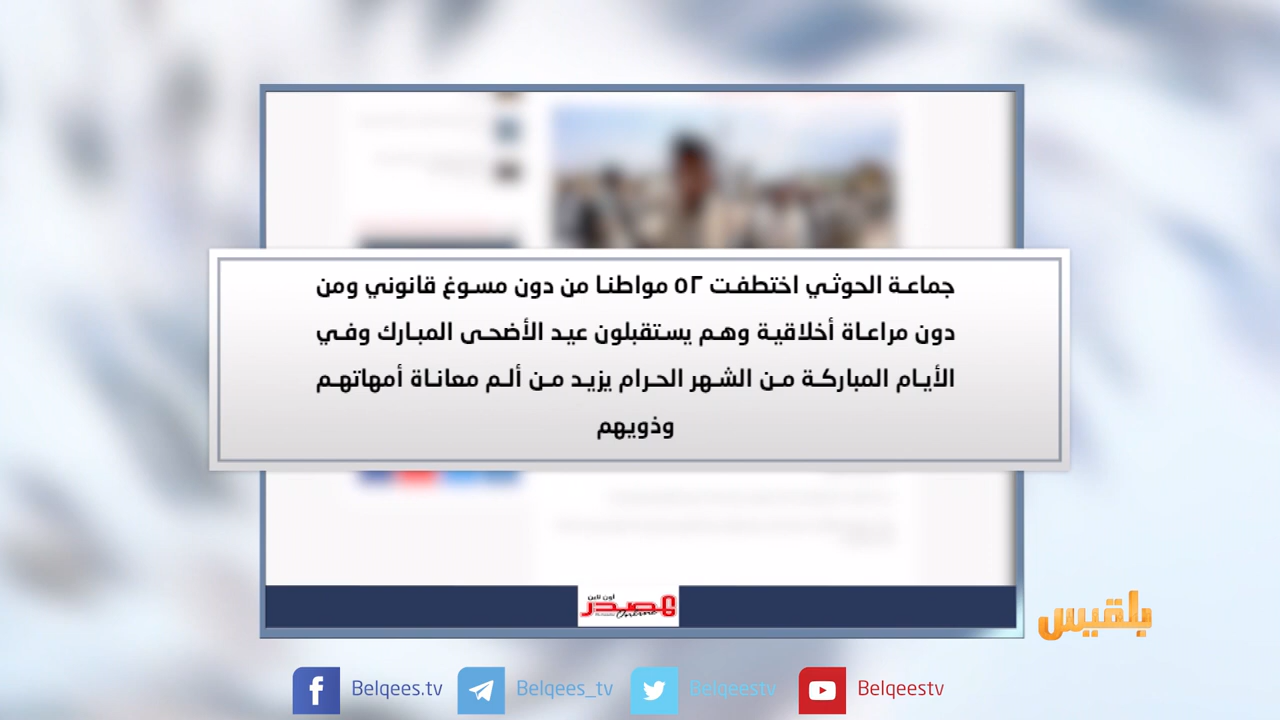 جماعة الحوثي اختطفت ٥٢ مواطنا من دون مسوغ قانوني ومن
دون مراعاة أخلاقية وهم يستقبلون عيد الأضحى المبارك وفي
الأيام المباركة من الشهر الحرام يزيد من ألم معاناة أمهاتهم
وذويهم
أون لاين
المصدر
Online
بلقيس
Belqees.tv
Belqees_tv
Belqeestv
Belqeestv